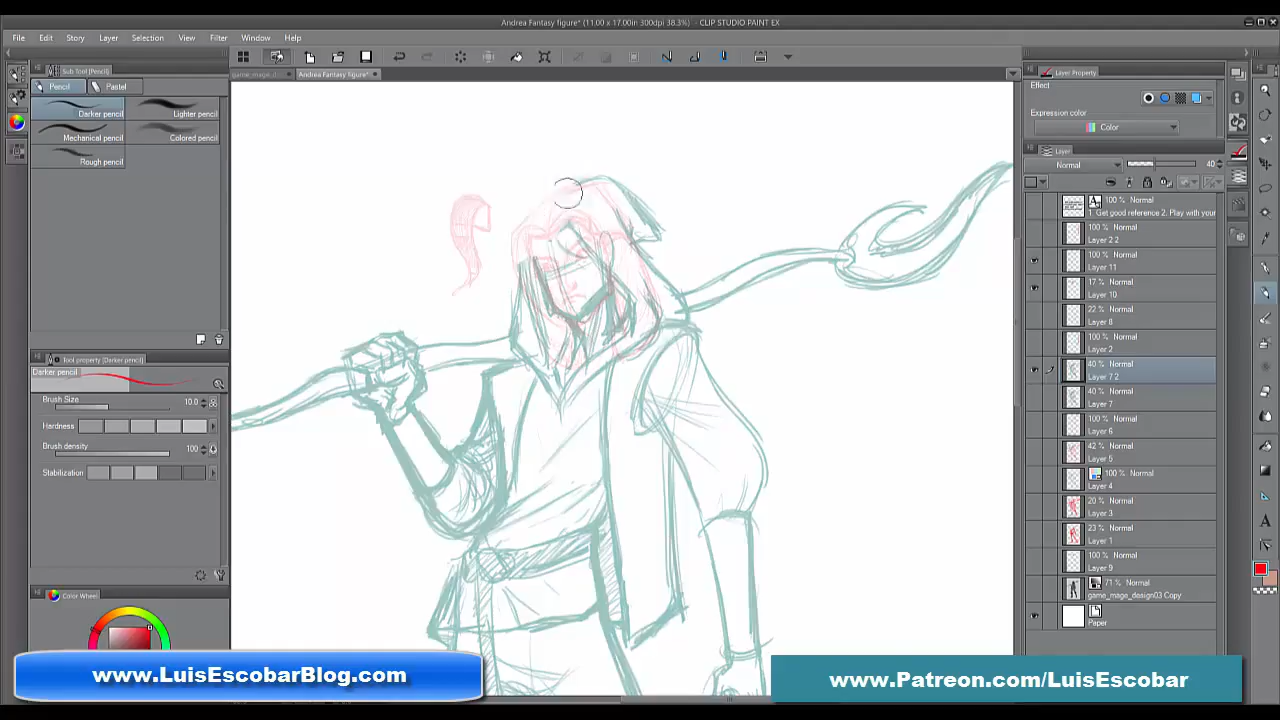 Andrea Fantasy figure* (11.00 x 17.00in 300dpi 38.3%) - CLIP STUDIO PAINT EX
File Edit Story Layer Selection View Filter Window Help
Sub Tool [Pencil]
game_mage_d Andrea Fantasy figure*
Pencil Pastel
Darker pencil Lighter pencil
Mechanical pencil Colored pencil
Rough pencil
Tool property [Darker pencil]
Darker pencil
Brush Size 10.0
Hardness
Brush density 100
Stabilization
Color Wheel
Layer Property
Effect
Expression color
Color
Layer
Normal 40
100 % Normal
1. Get good reference 2. Play with your
100 % Normal
Layer 2 2
100 % Normal
Layer 11
17 % Normal
Layer 10
22 % Normal
Layer 8
100 % Normal
Layer 2
40 % Normal
Layer 7 2
40 % Normal
Layer 7
100 % Normal
Layer 6
42 % Normal
Layer 5
100 % Normal
Layer 4
20 % Normal
Layer 3
23 % Normal
Layer 1
100 % Normal
Layer 9
71 % Normal
game_mage_design03 Copy
Paper
www.LuisEscobarBlog.com
www.Patreon.com/LuisEscobar